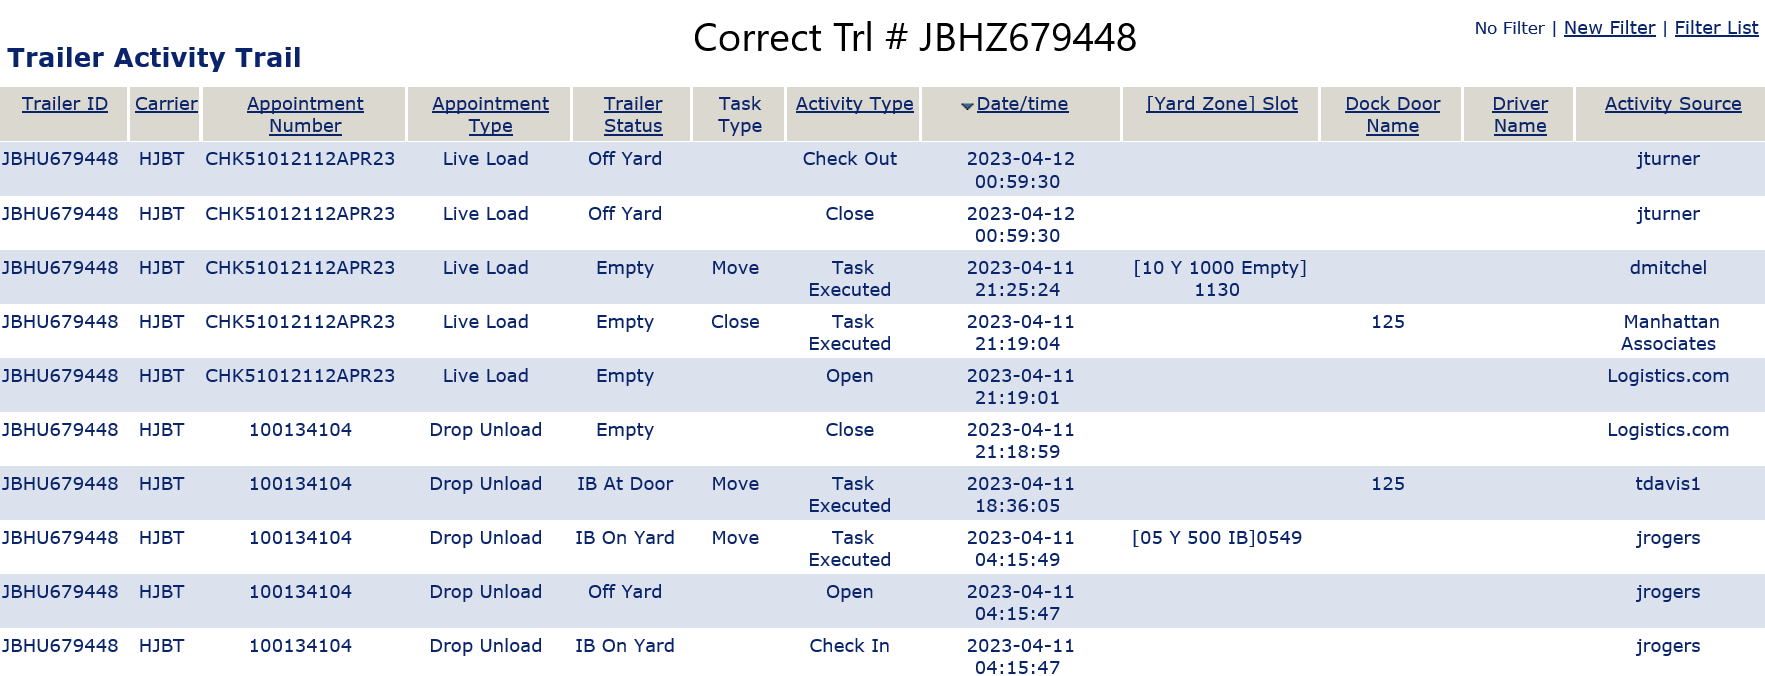 Correct Trl # JBHZ679448
No Filter | New Filter | Filter List
Trailer Activity Trail
Trailer ID Carrier Appointment Number Appointment Type Trailer Status Task Type Activity Type Date/time [Yard Zone] Slot Dock Door Name Driver Name Activity Source
JBHU679448 HJBT CHK51012112APR23 Live Load Off Yard Check Out 2023-04-12 00:59:30 jturner
JBHU679448 HJBT CHK51012112APR23 Live Load Off Yard Close 2023-04-12 00:59:30 jturner
JBHU679448 HJBT CHK51012112APR23 Live Load Empty Move Task Executed 2023-04-11 21:25:24 [10 Y 1000 Empty] 1130 dmitchel
JBHU679448 HJBT CHK51012112APR23 Live Load Empty Close Task Executed 2023-04-11 21:19:04 125 Manhattan Associates
JBHU679448 HJBT CHK51012112APR23 Live Load Empty Open 2023-04-11 21:19:01 Logistics.com
JBHU679448 HJBT 100134104 Drop Unload Empty Close 2023-04-11 21:18:59 Logistics.com
JBHU679448 HJBT 100134104 Drop Unload IB At Door Move Task Executed 2023-04-11 18:36:05 125 tdavis1
JBHU679448 HJBT 100134104 Drop Unload IB On Yard Move Task Executed 2023-04-11 04:15:49 [05 Y 500 IB]0549 jrogers
JBHU679448 HJBT 100134104 Drop Unload Off Yard Open 2023-04-11 04:15:47 jrogers
JBHU679448 HJBT 100134104 Drop Unload IB On Yard Check In 2023-04-11 04:15:47 jrogers